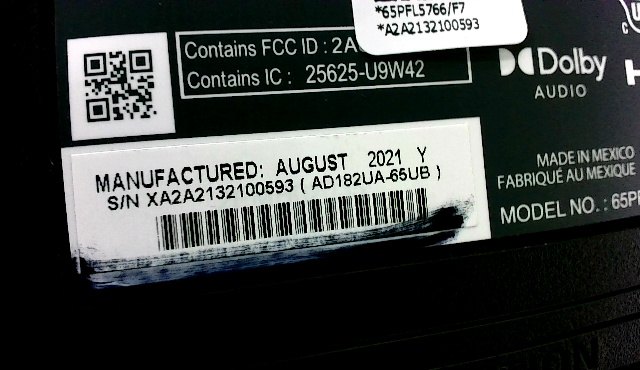 *65PFL5766/F7
*A2A2132100593
Contains FCC ID : 2A
Contains IC : 25625-U9W42
Dolby
AUDIO
MANUFACTURED: AUGUST 2021 Y
S/N XA2A2132100593 ( AD182UA-65UB )
MADE IN MEXICO
FABRIQUÉ AU MEXIQUE
MODEL NO. : 65P